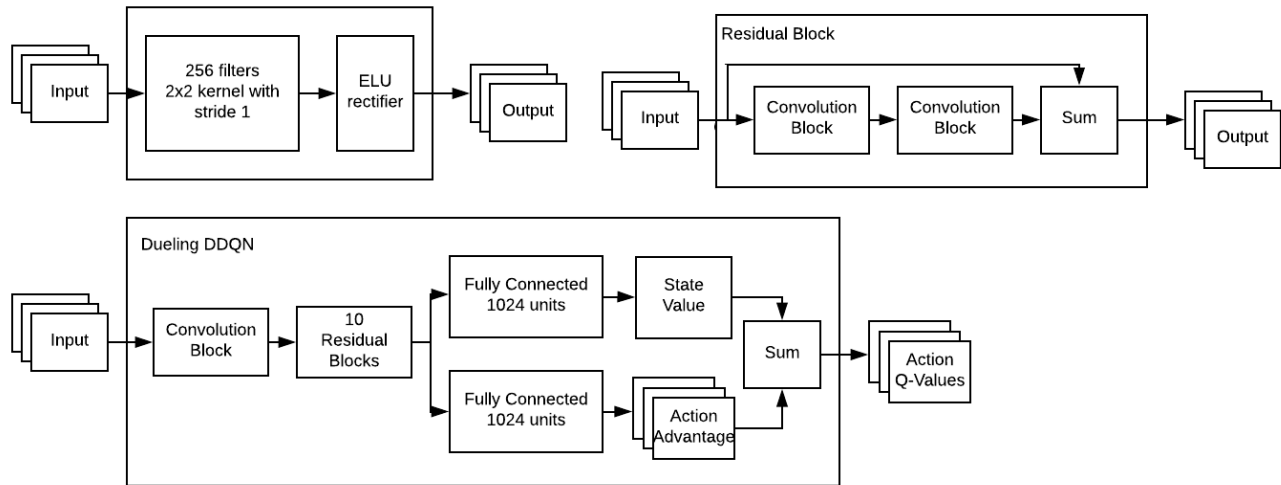 Input
256 filters
2x2 kernel with
stride 1
ELU
rectifier
Output
Residual Block
Input
Convolution
Block
Convolution
Block
Sum
Output
Dueling DDQN
Input
Convolution
Block
10
Residual
Blocks
Fully Connected
1024 units
State
Value
Fully Connected
1024 units
Action
Advantage
Sum
Action
Q-Values